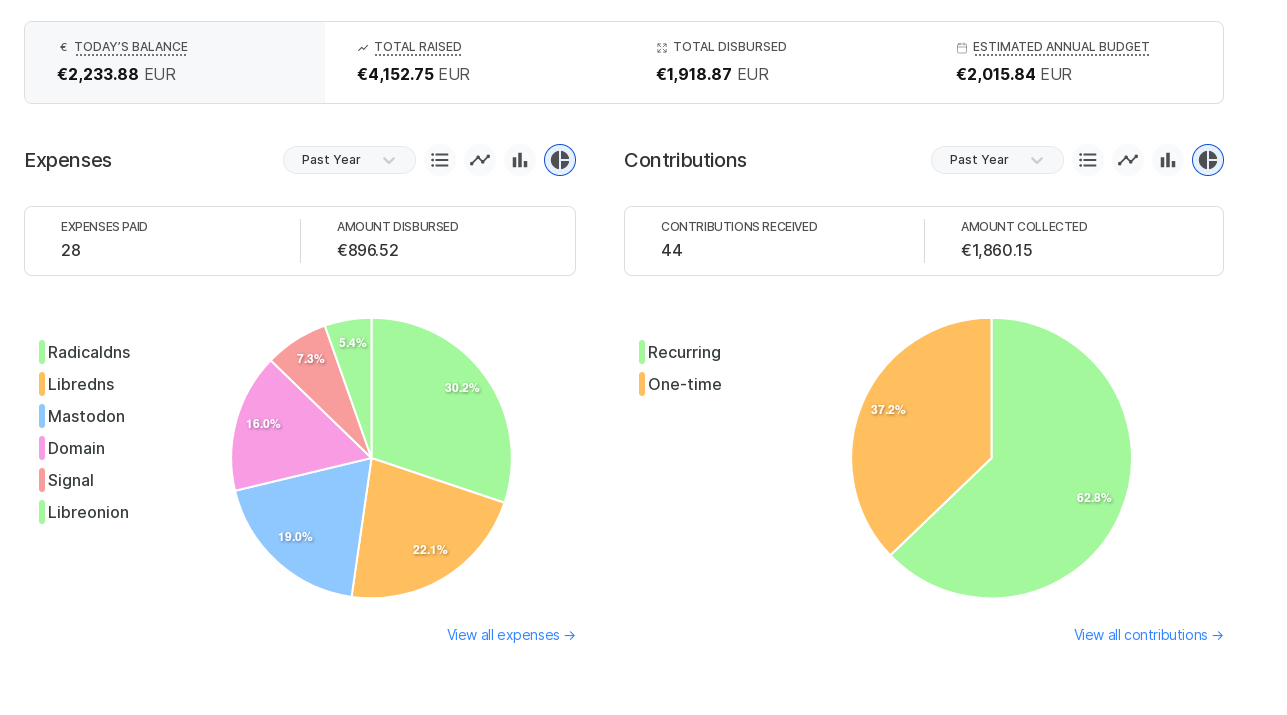 € TODAY’S BALANCE
€2,233.88 EUR
TOTAL RAISED
€4,152.75 EUR
TOTAL DISBURSED
€1,918.87 EUR
ESTIMATED ANNUAL BUDGET
€2,015.84 EUR
Expenses
Past Year
EXPENSES PAID
28
AMOUNT DISBURSED
€896.52
Radicaldns
Libredns
Mastodon
Domain
Signal
Libreonion
5.4%
7.3%
30.2%
16.0%
19.0%
22.1%
View all expenses →
Contributions
Past Year
CONTRIBUTIONS RECEIVED
44
AMOUNT COLLECTED
€1,860.15
Recurring
One-time
37.2%
62.8%
View all contributions →